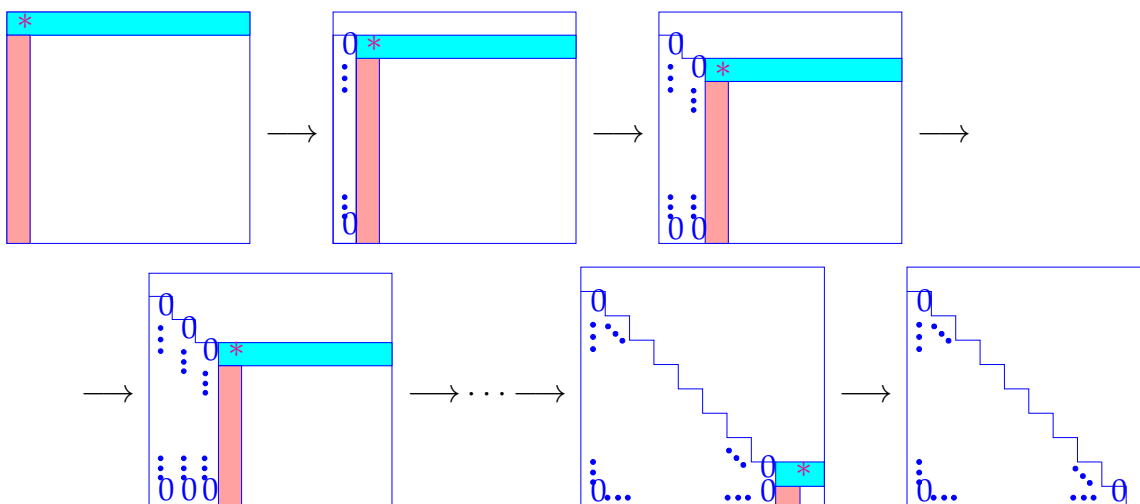 *
0 * 0
0 *
⋮ ⋮ ⋮
⟶ ⟶ ⟶
⋮ ⋮ ⋮
0 0 0
0 0 0
0
⋮ ⋱ ⋮ ⋱
⋮ ⋮ ⋮
0 *
⟶ ⟶ ⋯ ⟶ ⟶
⋱
⋮ ⋮ ⋮ ⋮ 0 * ⋮ ⋱
0 0 0 0 ⋯ ⋯ 0 0 ⋯ ⋯ 0